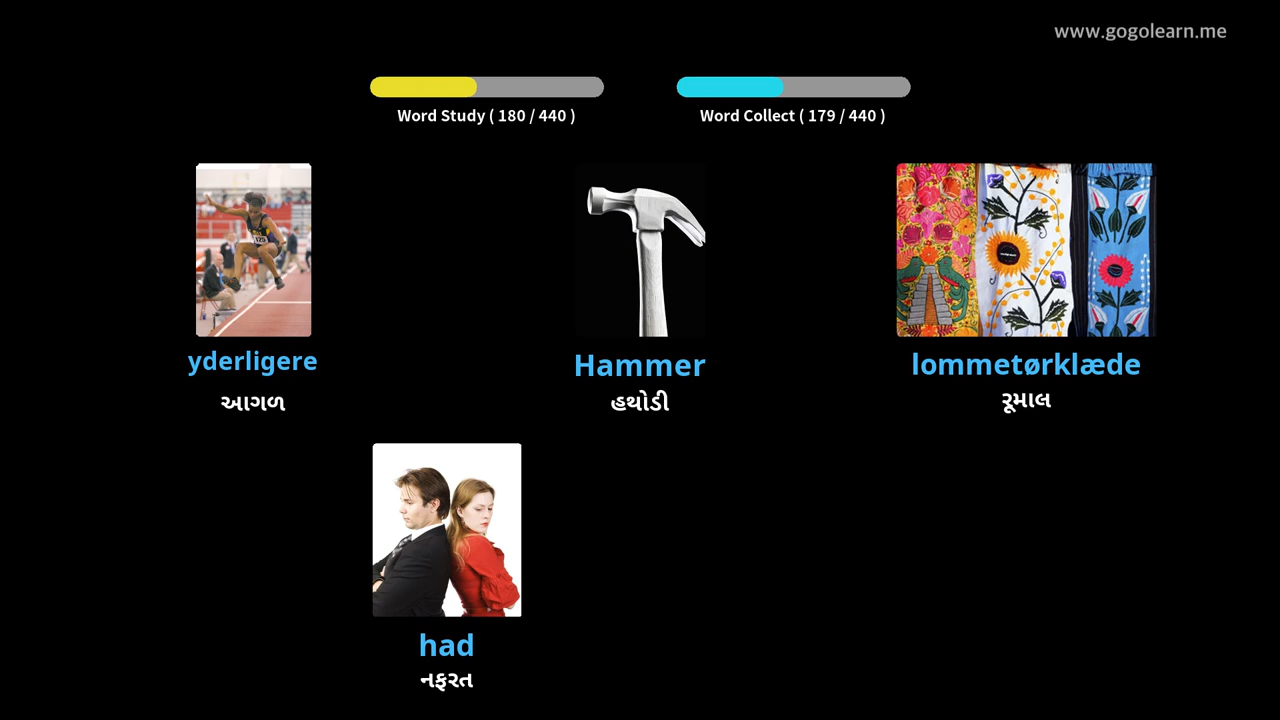 www.gogolearn.me
Word Study ( 180 / 440 )
Word Collect ( 179 / 440 )
yderligere
આગળ
Hammer
હથોડી
lommetørklæde
રૂમાલ
had
નફરત